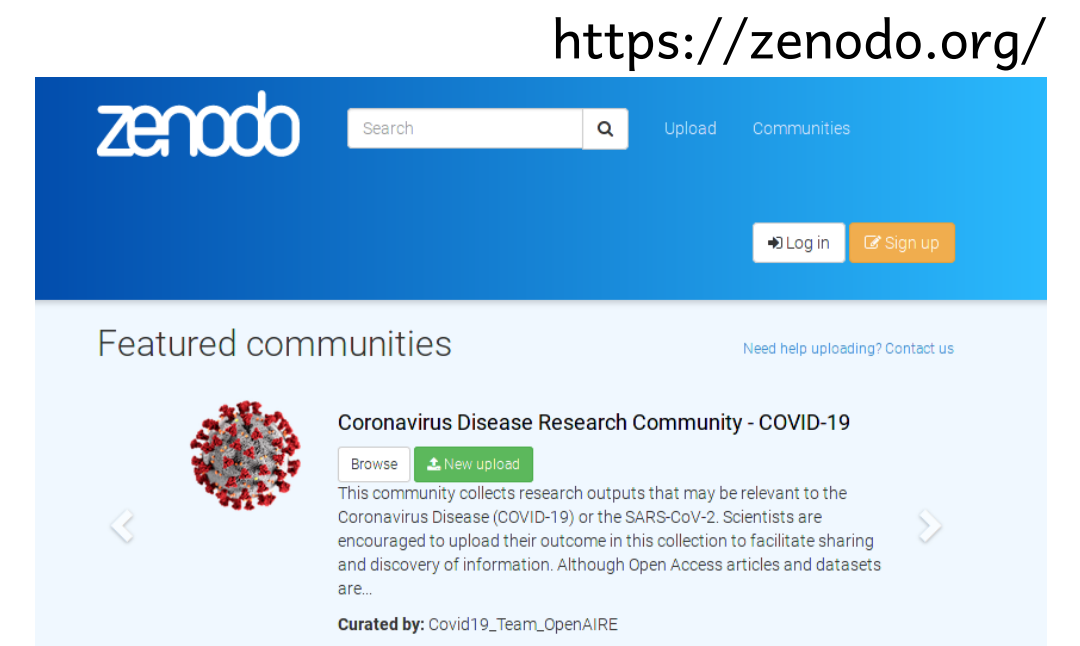 https://zenodo.org/
zenodo
Search
Upload
Communities
Log in
Sign up
Featured communities
Need help uploading? Contact us
Coronavirus Disease Research Community - COVID-19
Browse
New upload
This community collects research outputs that may be relevant to the
Coronavirus Disease (COVID-19) or the SARS-CoV-2. Scientists are
encouraged to upload their outcome in this collection to facilitate sharing
and discovery of information. Although Open Access articles and datasets
are...
Curated by: Covid19_Team_OpenAIRE